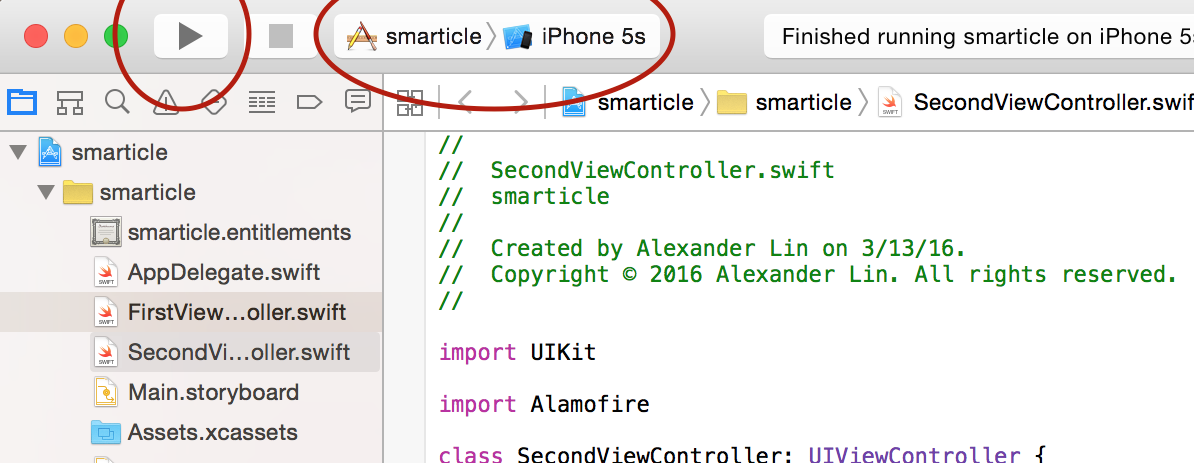 smarticle iPhone 5s Finished running smarticle on iPhone 5s
smarticle smarticle SecondViewController.swif
smarticle
smarticle
smarticle.entitlements
AppDelegate.swift
FirstView...oller.swift
SecondVi...oller.swift
Main.storyboard
Assets.xcassets
//
// SecondViewController.swift
// smarticle
//
// Created by Alexander Lin on 3/13/16.
// Copyright © 2016 Alexander Lin. All rights reserved.
//
import UIKit
import Alamofire
class SecondViewController: UIViewController {